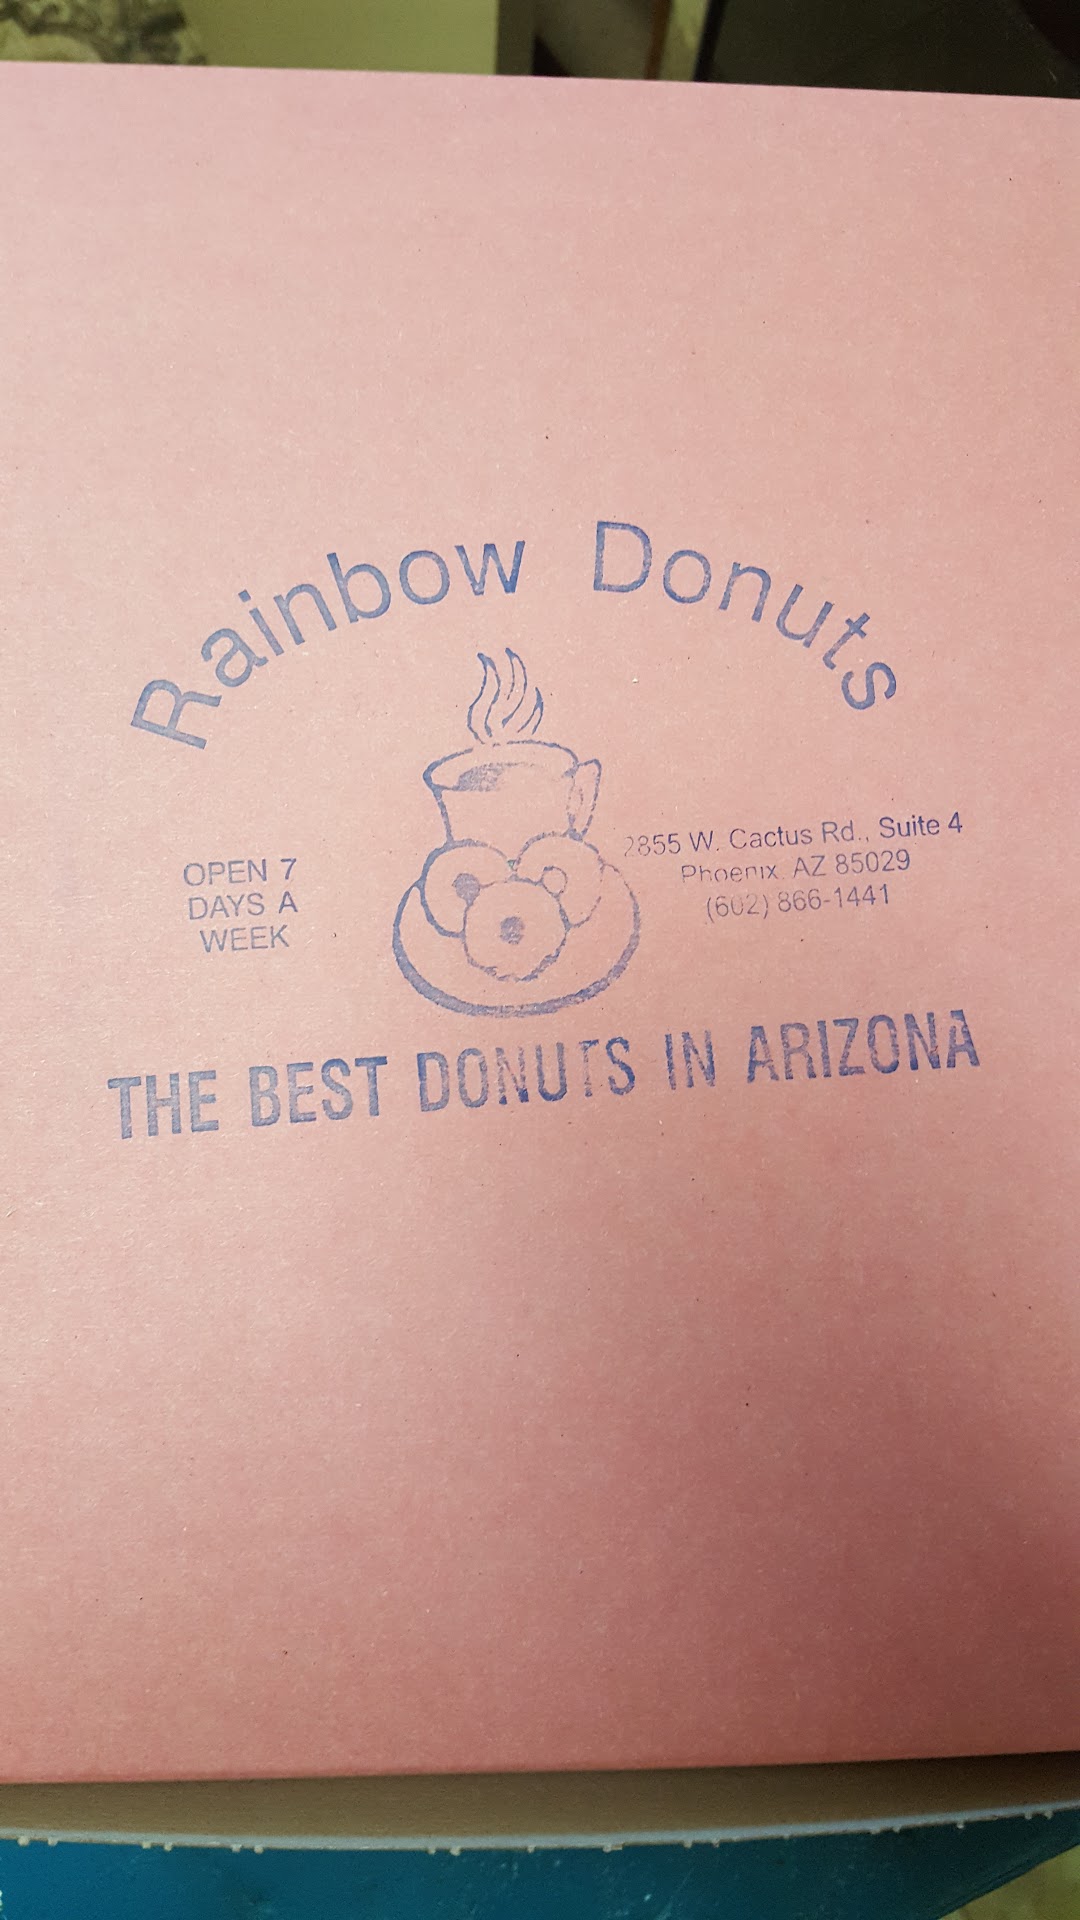 Rainbow Donuts
OPEN 7
DAYS A
WEEK
2855 W. Cactus Rd., Suite 4
Phoenix, AZ 85029
(602) 866-1441
THE BEST DONUTS IN ARIZONA